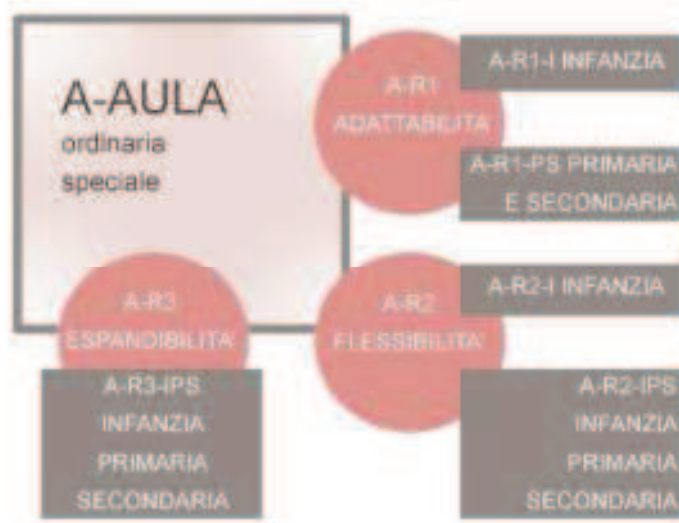 A-AULA
ordinaria
speciale
A-R1
ADATTABILITA'
A-R1-I INFANZIA
A-R1-PS PRIMARIA
E SECONDARIA
A-R2
FLESSIBILITA'
A-R2-I INFANZIA
A-R2-IPS
INFANZIA
PRIMARIA
SECONDARIA
A-R3
ESPANDIBILITA'
A-R3-IPS
INFANZIA
PRIMARIA
SECONDARIA